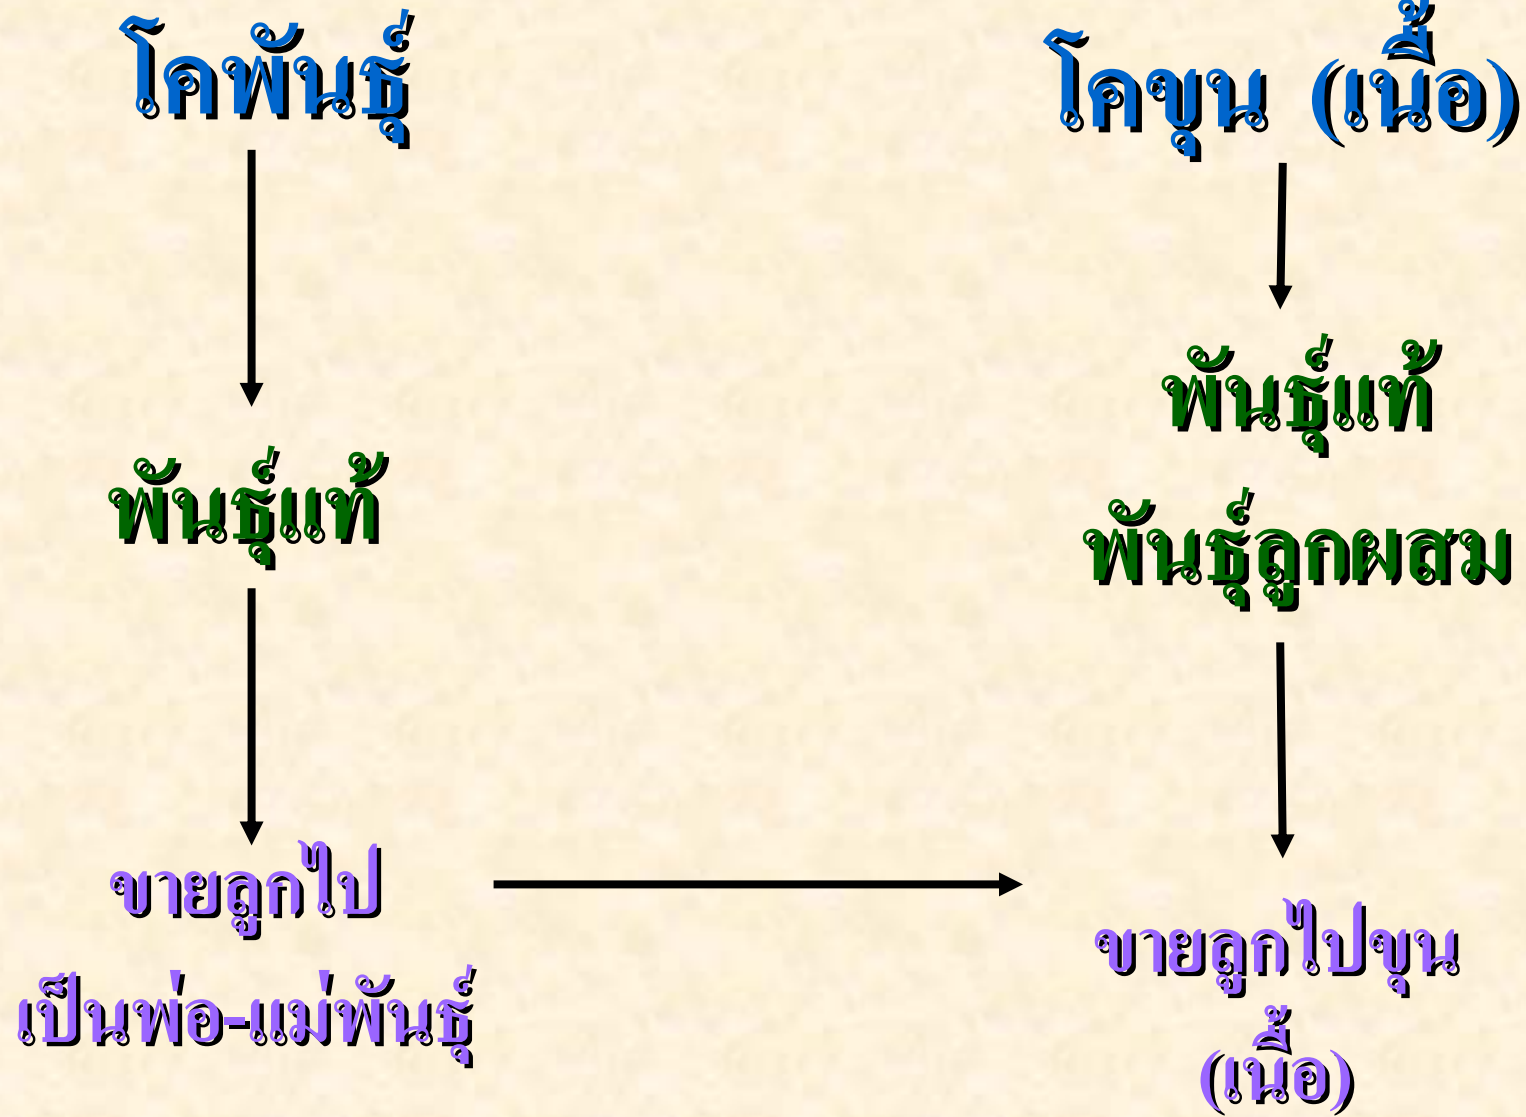 โคพันธุ์
พันธุ์แท้
ขายลูกไป
เป็นพ่อ-แม่พันธุ์
โคขุน (เนื้อ)
พันธุ์แท้
พันธุ์ลูกผสม
ขายลูกไปขุน
(เนื้อ)